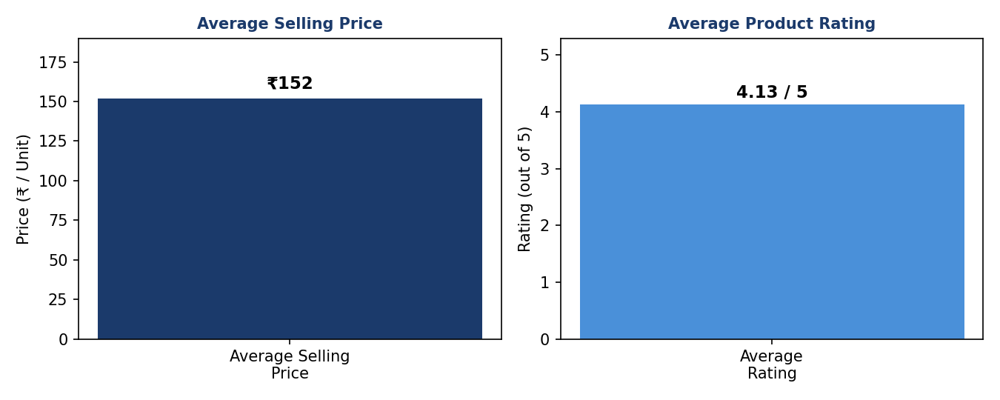 Average Selling Price
₹152
Price (₹ / Unit)
175
150
125
100
75
50
25
0
Average Selling
Price
Average Product Rating
4.13 / 5
Rating (out of 5)
5
4
3
2
1
0
Average
Rating